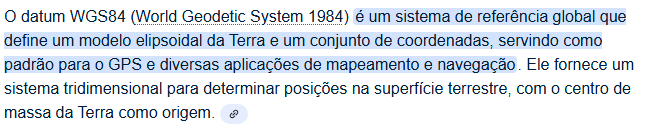 O datum WGS84 (World Geodetic System 1984) é um sistema de referência global que
define um modelo elipsoidal da Terra e um conjunto de coordenadas, servindo como
padrão para o GPS e diversas aplicações de mapeamento e navegação. Ele fornece um
sistema tridimensional para determinar posições na superfície terrestre, com o centro de
massa da Terra como origem.